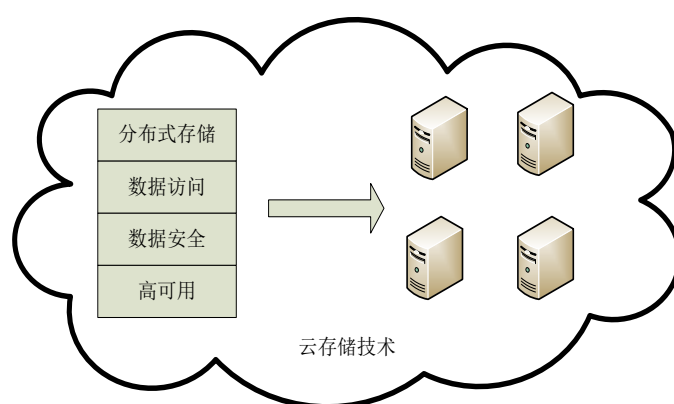 分布式存储
数据访问
数据安全
高可用
云存储技术